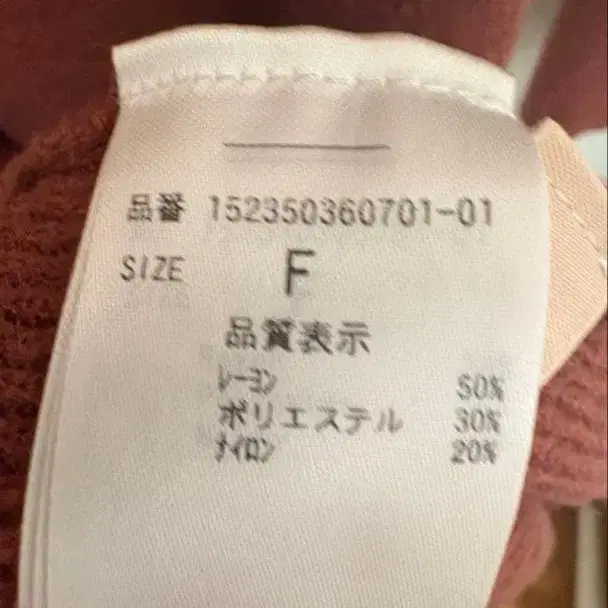 品番 152350360701-01
SIZE F
品質表示
ﾚｰﾖﾝ 50%
ポリエステル 30%
ﾅｲﾛﾝ 20%